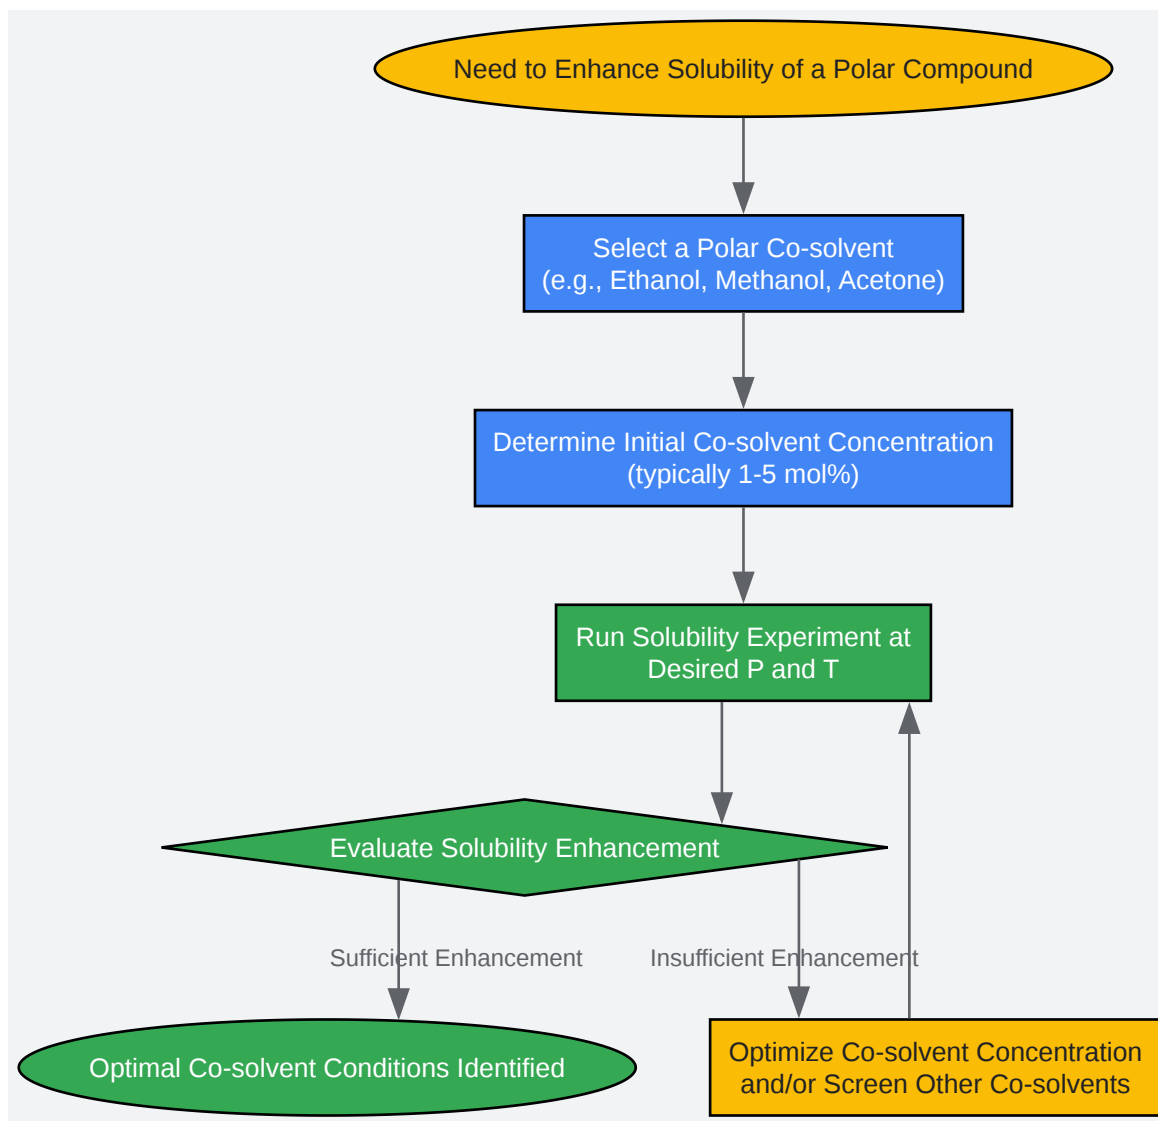 Need to Enhance Solubility of a Polar Compound
Select a Polar Co-solvent
(e.g., Ethanol, Methanol, Acetone)
Determine Initial Co-solvent Concentration
(typically 1-5 mol%)
Run Solubility Experiment at
Desired P and T
Evaluate Solubility Enhancement
Sufficient Enhancement
Insufficient Enhancement
Optimal Co-solvent Conditions Identified
Optimize Co-solvent Concentration
and/or Screen Other Co-solvents